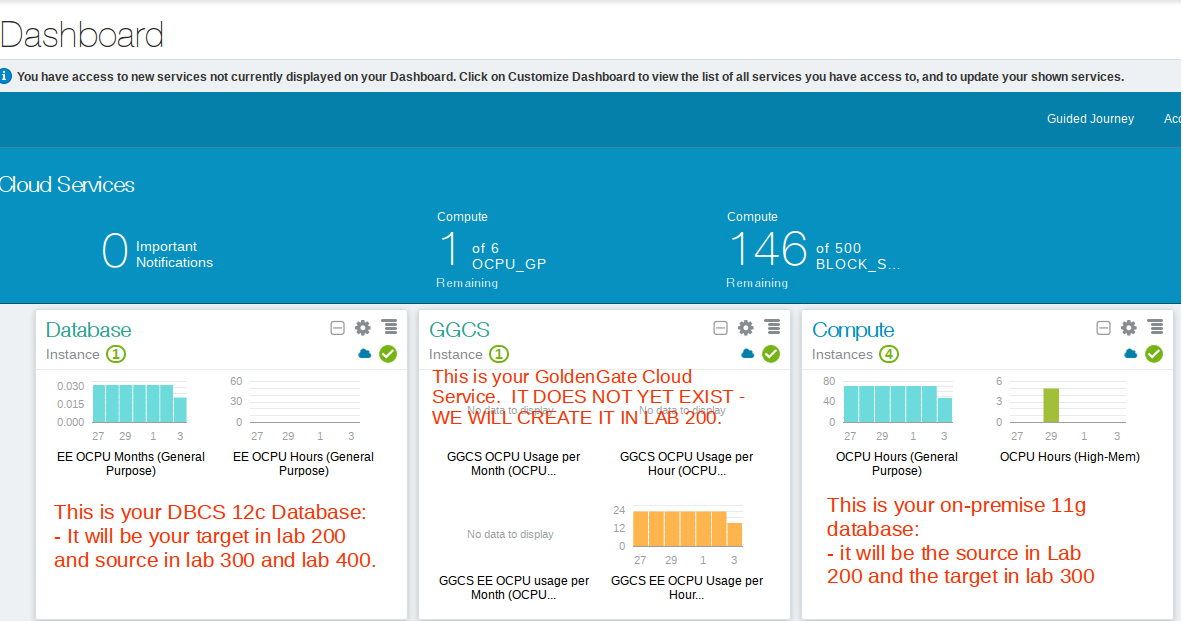 Dashboard
You have access to new services not currently displayed on your Dashboard. Click on Customize Dashboard to view the list of all services you have access to, and to update your shown services.
Guided Journey
Cloud Services
0 Important
Notifications
Compute
1 of 6
OCPU_GP
Remaining
Compute
146 of 500
BLOCK_S...
Remaining
Database
Instance 1
0.030
0.015
0.000
27 29 1 3
EE OCPU Months (General
Purpose)
60
30
0
27 29 1 3
EE OCPU Hours (General
Purpose)
This is your DBCS 12c Database:
- It will be your target in lab 200
and source in lab 300 and lab 400.
GGCS
Instance 1
This is your GoldenGate Cloud
Service. IT DOES NOT YET EXIST -
WE WILL CREATE IT IN LAB 200.
No data to display
No data to display
GGCS OCPU Usage per
Month (OCPU...
GGCS OCPU Usage per
Hour (OCPU...
No data to display
GGCS EE OCPU usage per
Month (OCPU...
24
12
0
27 29 1 3
GGCS EE OCPU Usage per
Hour...
Compute
Instances 4
80
40
0
27 29 1 3
OCPU Hours (General
Purpose)
6
3
0
27 29 1 3
OCPU Hours (High-Mem)
This is your on-premise 11g
database:
- it will be the source in Lab
200 and the target in lab 300